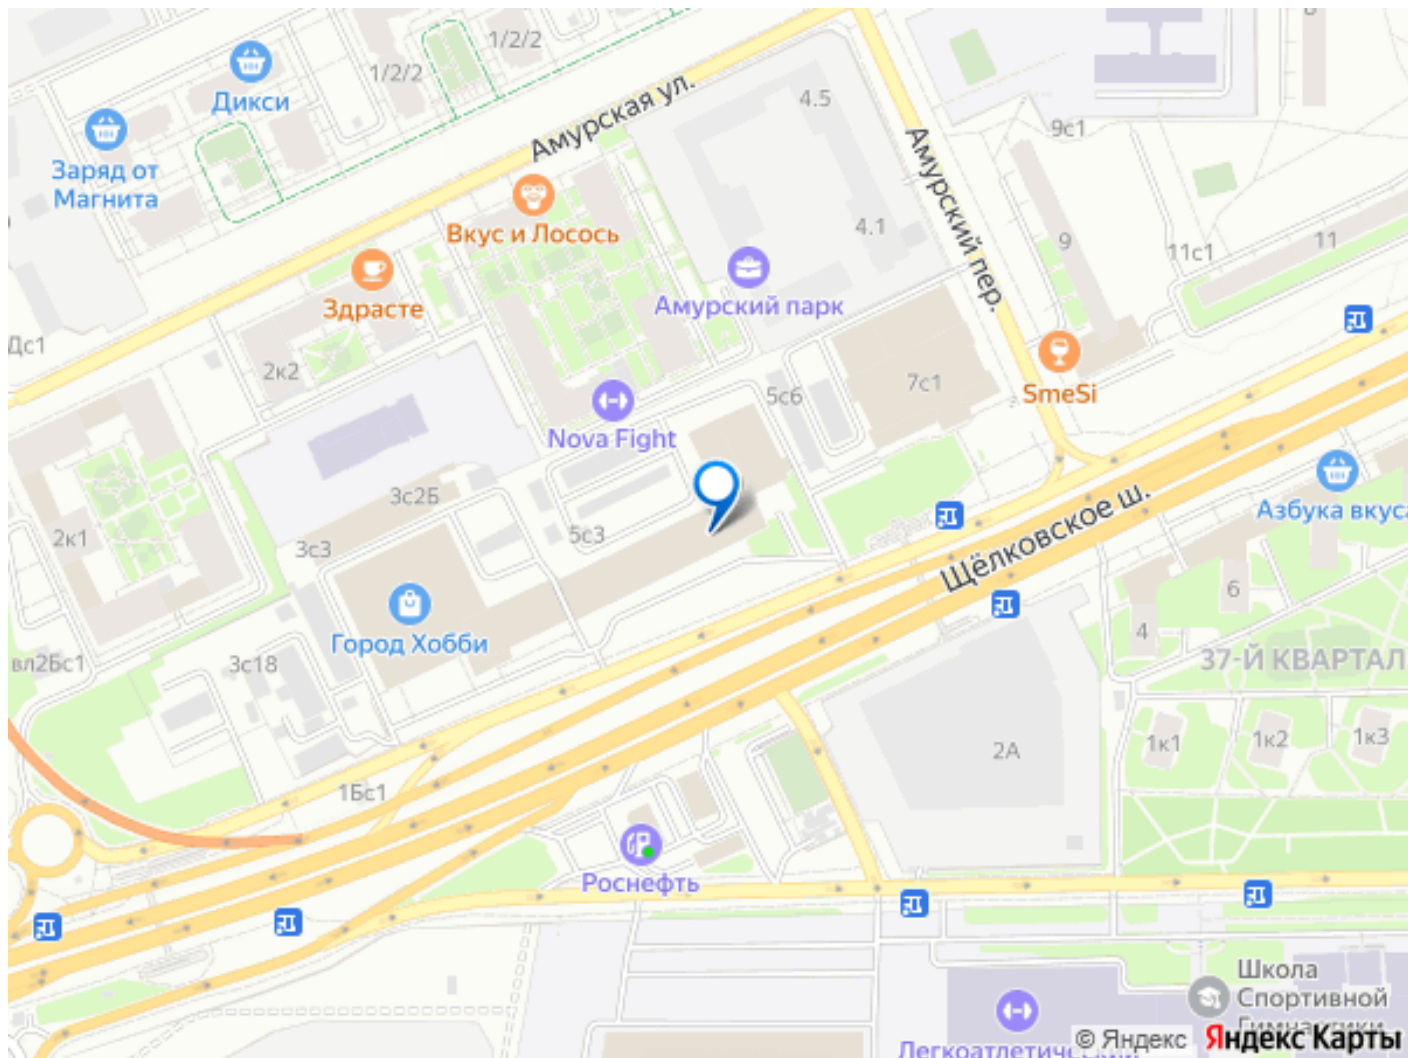 1/2/2
1/2/2
Дикси
Заряд от
Магнита
Амурская ул.
4.5
9с1
Амурский пер.
Вкус и Лосось
4.1
9
11с1
11
Здрасте
Амурский парк
Дс1
2к2
5с6
7с1
SmeSi
Nova Fight
3с2Б
2к1
3с3
5с3
Щёлковское ш.
Азбука вкуса
Город Хобби
6
4
вл2Бс1
3с18
37-Й КВАРТАЛ
2А
1к1
1к2
1к3
1Бс1
Роснефть
Школа
Спортивной
Гимнастики
Легкоатлетический
© Яндекс Яндекс Карты